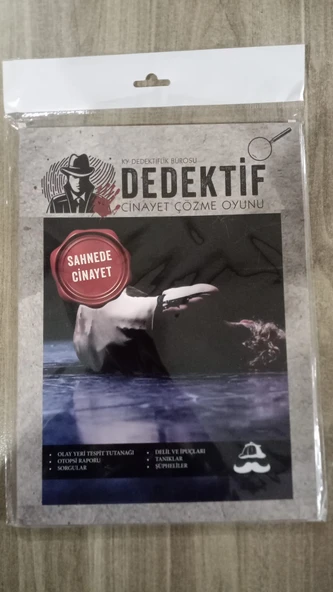 KY-DEDEKTİFLİK BÜROSU
DEDEKTİF
CİNAYET ÇÖZME OYUNU
SAHNEDE
CİNAYET
• OLAY YERİ TESPİT TUTANAĞI
• OTOPSİ RAPORU
• SORGULAR
• DELİL VE İPUÇLARI
• TANIKLAR
• ŞÜPHELİLER